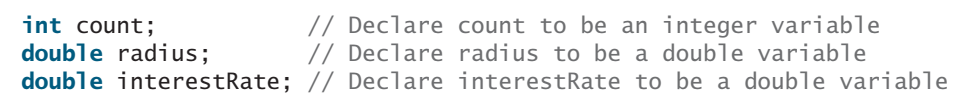 int count; // Declare count to be an integer variable
double radius; // Declare radius to be a double variable
double interestRate; // Declare interestRate to be a double variable